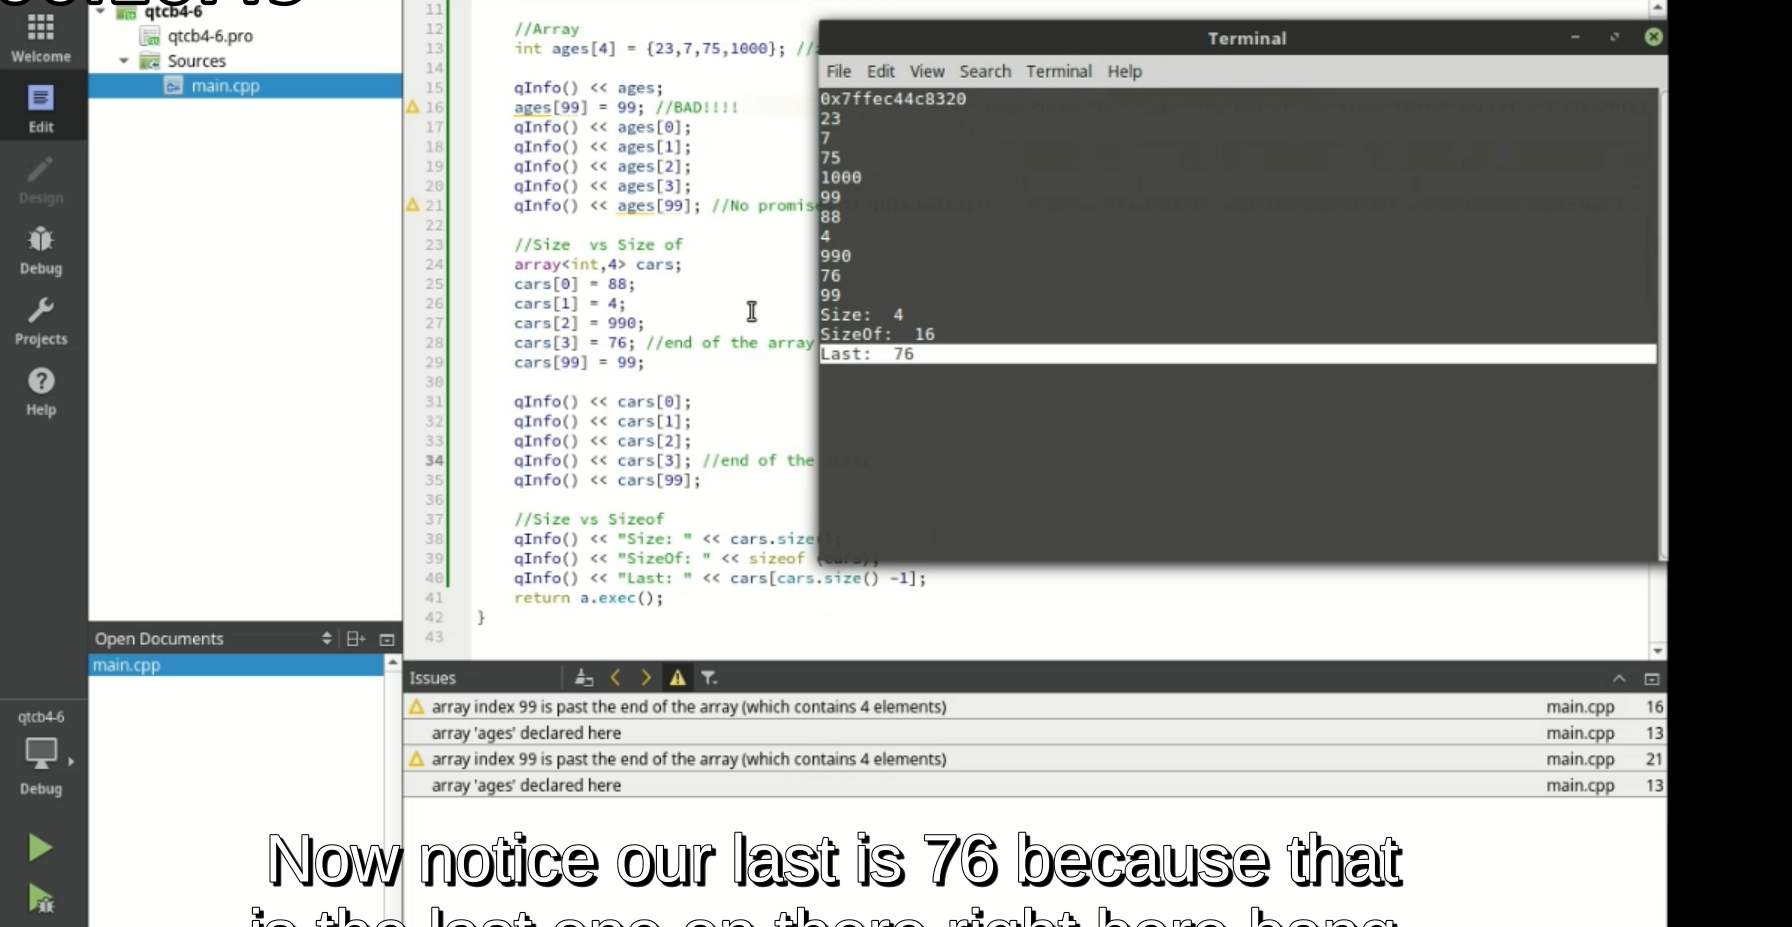 Welcome
Edit
Design
Debug
Projects
Help
qtcb4-6
Debug
qtcb4-6
qtcb4-6.pro
Sources
main.cpp
Open Documents
main.cpp
11
12 //Array
13 int ages[4] = {23,7,75,1000}; //
14
15 qInfo() << ages;
16 ages[99] = 99; //BAD!!!!
17 qInfo() << ages[0];
18 qInfo() << ages[1];
19 qInfo() << ages[2];
20 qInfo() << ages[3];
21 qInfo() << ages[99]; //No promise
22
23 //Size  vs Size of
24 array<int,4> cars;
25 cars[0] = 88;
26 cars[1] = 4;
27 cars[2] = 990;
28 cars[3] = 76; //end of the array
29 cars[99] = 99;
30
31 qInfo() << cars[0];
32 qInfo() << cars[1];
33 qInfo() << cars[2];
34 qInfo() << cars[3]; //end of the
35 qInfo() << cars[99];
36
37 //Size vs Sizeof
38 qInfo() << "Size: " << cars.size();
39 qInfo() << "SizeOf: " << sizeof (cars);
40 qInfo() << "Last: " << cars[cars.size() -1];
41 return a.exec();
42 }
43
Terminal
File Edit View Search Terminal Help
0x7ffec44c8320
23
7
75
1000
99
88
4
990
76
99
Size:  4
SizeOf:  16
Last:  76
Issues
array index 99 is past the end of the array (which contains 4 elements) main.cpp 16
array 'ages' declared here main.cpp 13
array index 99 is past the end of the array (which contains 4 elements) main.cpp 21
array 'ages' declared here main.cpp 13
Now notice our last is 76 because that
is the last one on there right here bang